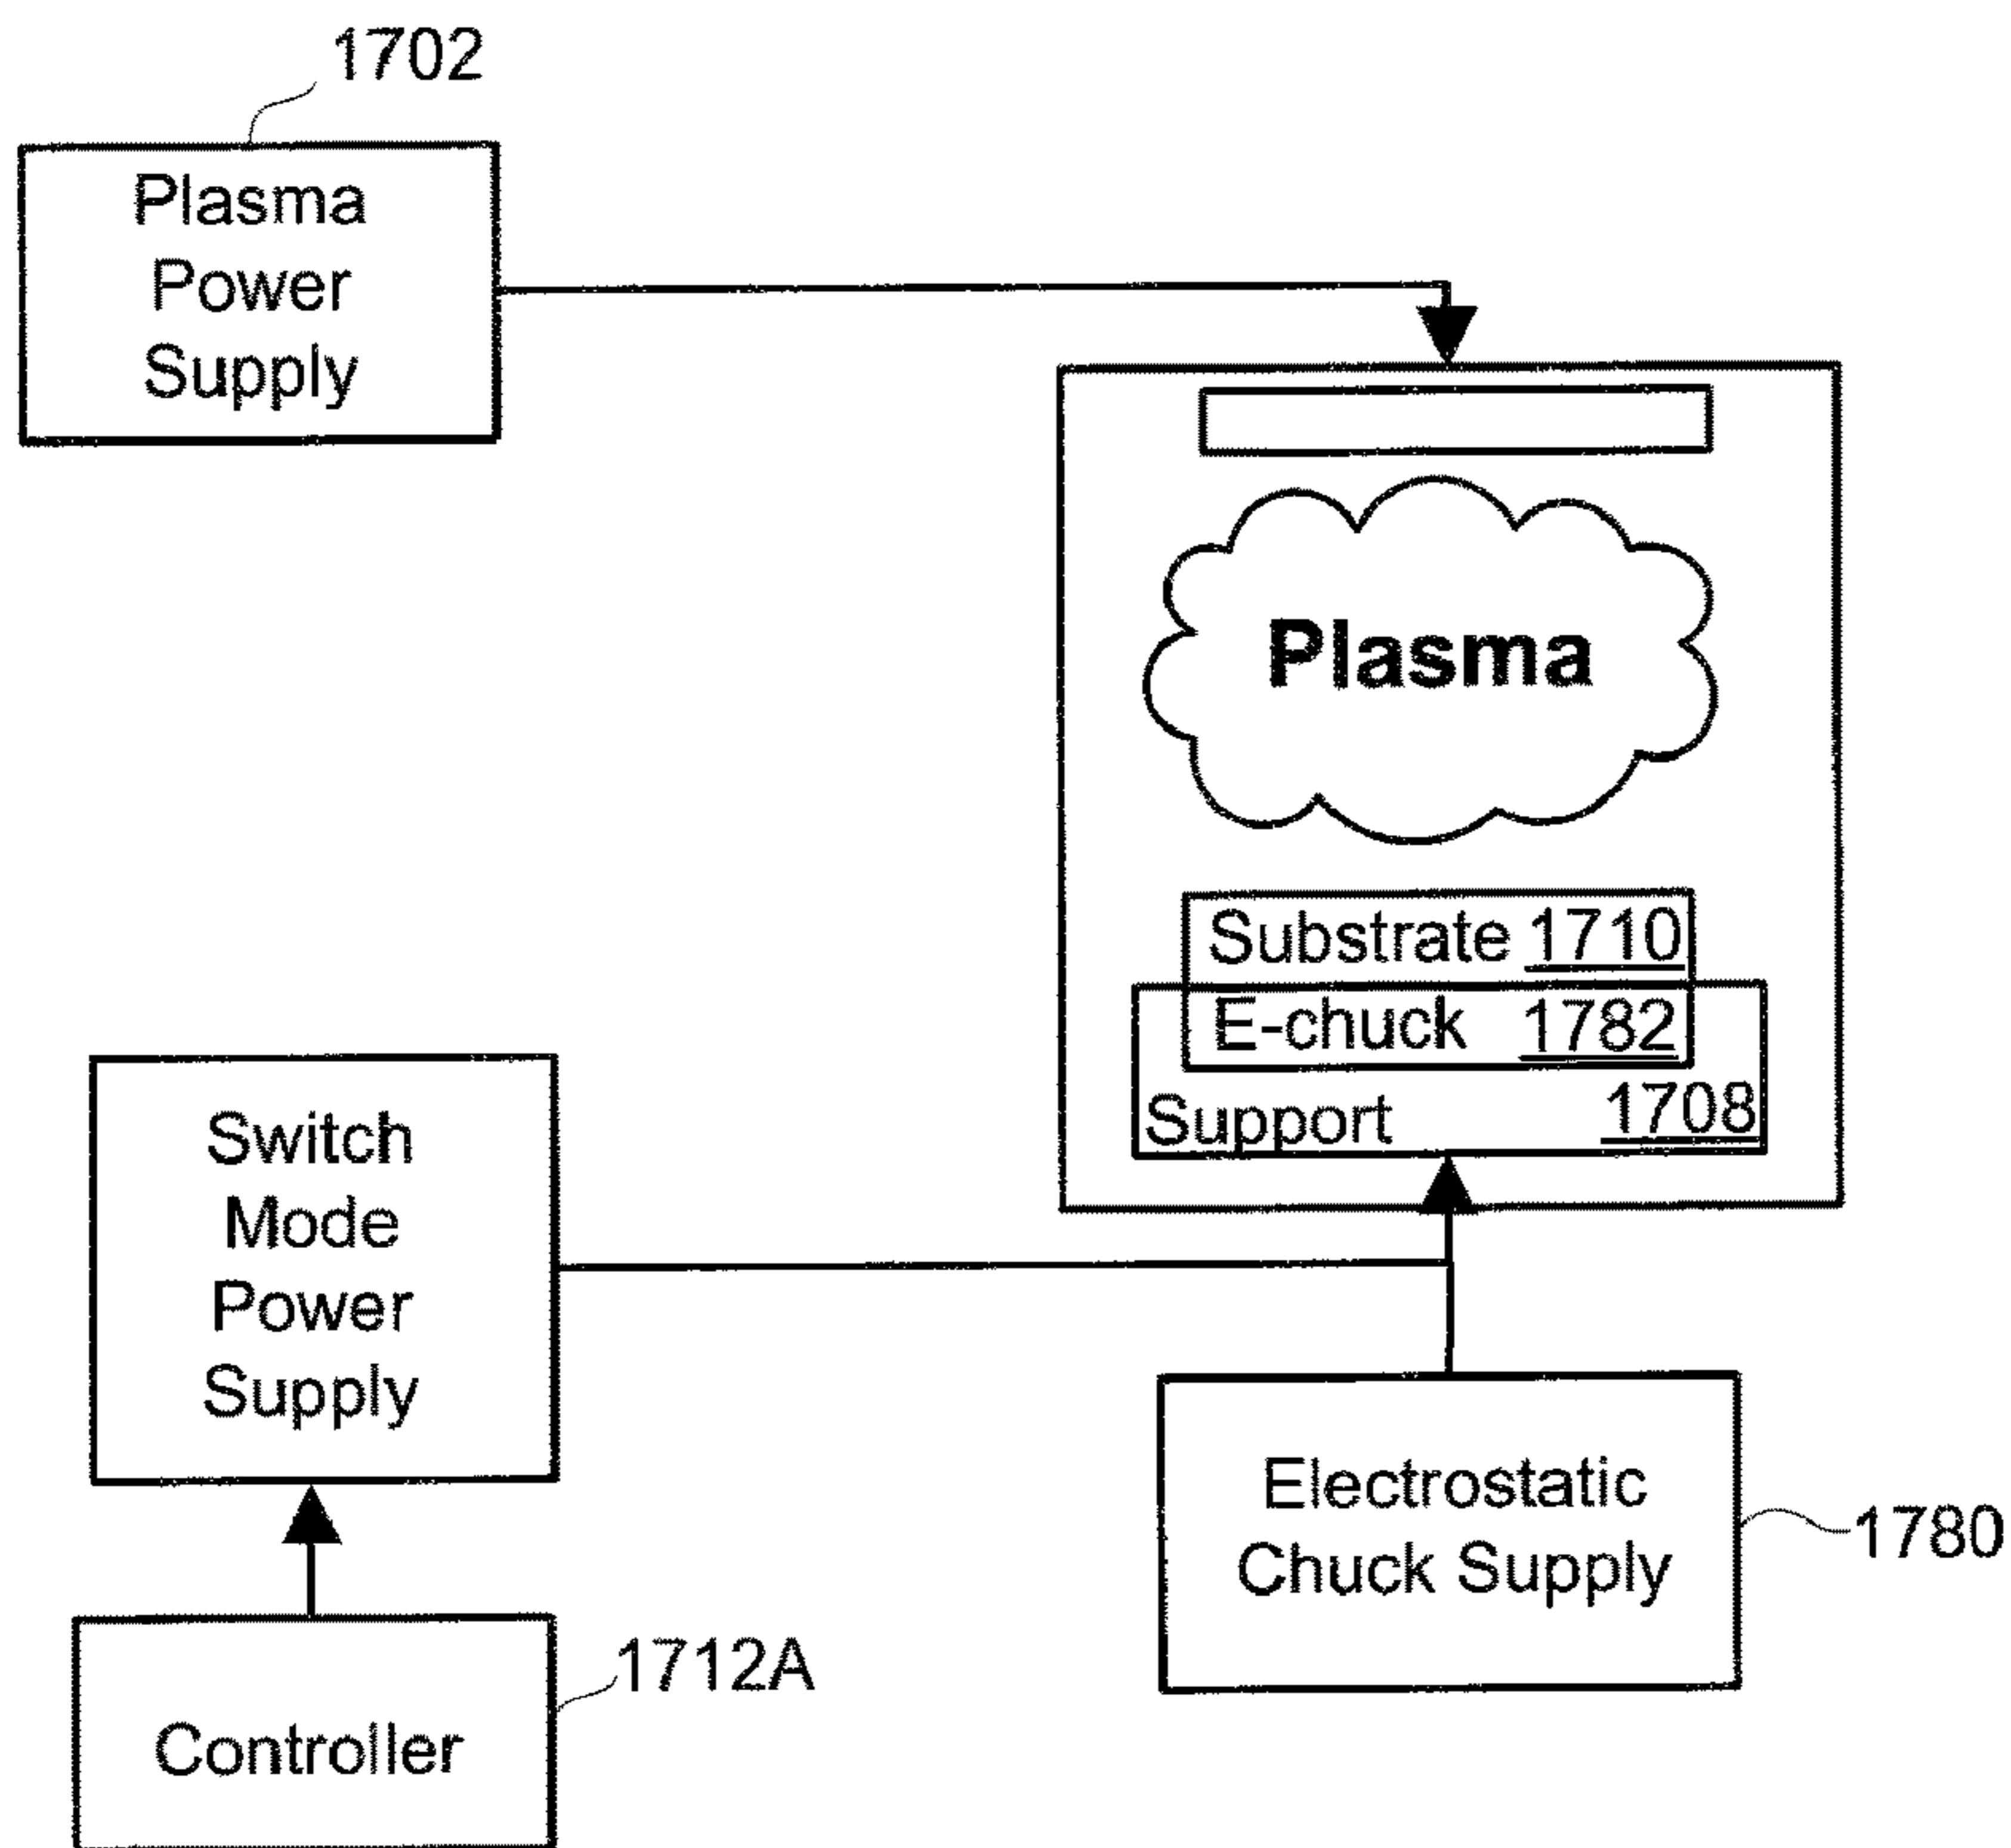 1702
Plasma
Power
Supply
Plasma
Substrate 1710
E-chuck 1782
Support 1708
Switch
Mode
Power
Supply
Electrostatic
Chuck Supply
1780
1712A
Controller